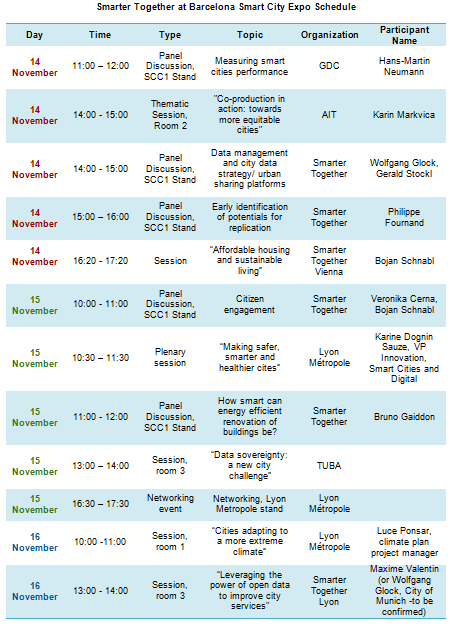 Smarter Together at Barcelona Smart City Expo Schedule
Day Time Type Topic Organization Participant Name
14 November 11:00 – 12:00 Panel Discussion, SCC1 Stand Measuring smart cities performance GDC Hans-Martin Neumann
14 November 14:00 - 15:00 Thematic Session, Room 2 "Co-production in action: towards more equitable cities" AIT Karin Markvica
14 November 14:00 - 15:00 Panel Discussion, SCC1 Stand Data management and city data strategy/ urban sharing platforms Smarter Together Wolfgang Glock, Gerald Stockl
14 November 15:00 – 16:00 Panel Discussion, SCC1 Stand Early identification of potentials for replication Smarter Together Philippe Fournand
14 November 16:20 - 17:20 Session "Affordable housing and sustainable living" Smarter Together Vienna Bojan Schnabl
15 November 10:00 - 11:00 Panel Discussion, SCC1 Stand Citizen engagement Smarter Together Veronika Cerna, Bojan Schnabl
15 November 10:30 – 11:30 Plenary session "Making safer, smarter and healthier cites" Lyon Métropole Karine Dognin Sauze, VP Innovation, Smart Cities and Digital
15 November 11:00 - 12:00 Panel Discussion, SCC1 Stand How smart can energy efficient renovation of buildings be? Smarter Together Bruno Gaiddon
15 November 13:00 – 14:00 Session, room 3 "Data sovereignty: a new city challenge" TUBA
15 November 16:30 – 17:30 Networking event Networking, Lyon Metropole stand Lyon Métropole
16 November 10:00 -11:00 Session, room 1 "Cities adapting to a more extreme climate" Lyon Métropole Luce Ponsar, climate plan project manager
16 November 13:00 - 14:00 Session, room 3 "Leveraging the power of open data to improve city services" Smarter Together Lyon Maxime Valentin (or Wolfgang Glock, City of Munich -to be confirmed)